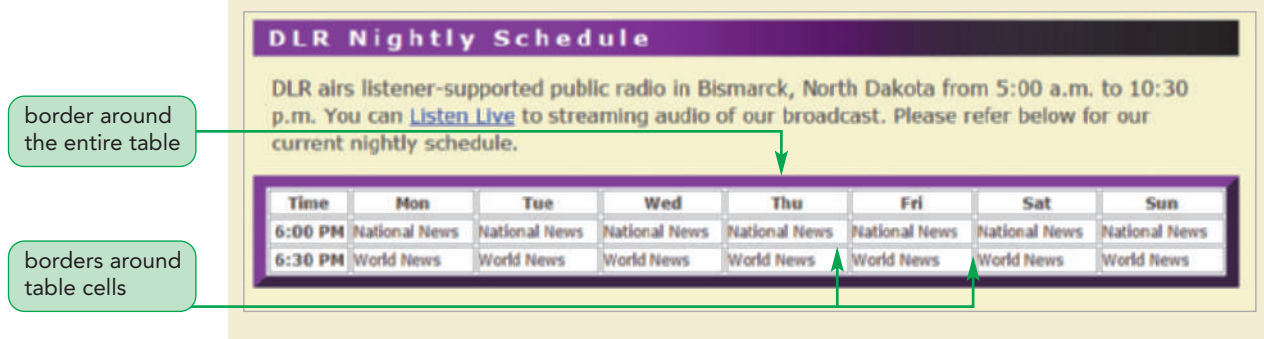 DLR Nightly Schedule
DLR airs listener-supported public radio in Bismarck, North Dakota from 5:00 a.m. to 10:30
p.m. You can Listen Live to streaming audio of our broadcast. Please refer below for our
current nightly schedule.
border around
the entire table
Time Mon Tue Wed Thu Fri Sat Sun
6:00 PM National News National News National News National News National News National News National News
6:30 PM World News World News World News World News World News World News World News
borders around
table cells